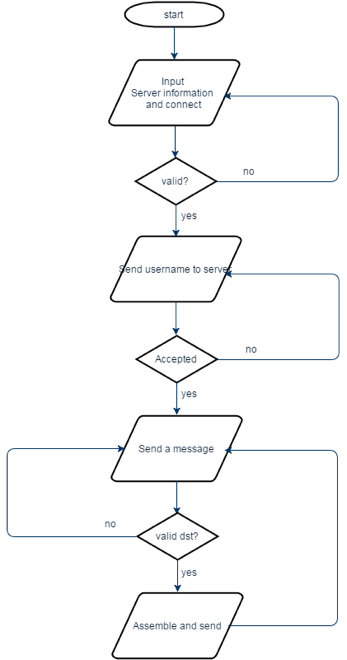 start
Input
Server information
and connect
valid?
no
yes
Send username to server
Accepted
no
yes
Send a message
no
valid dst?
yes
Assemble and send